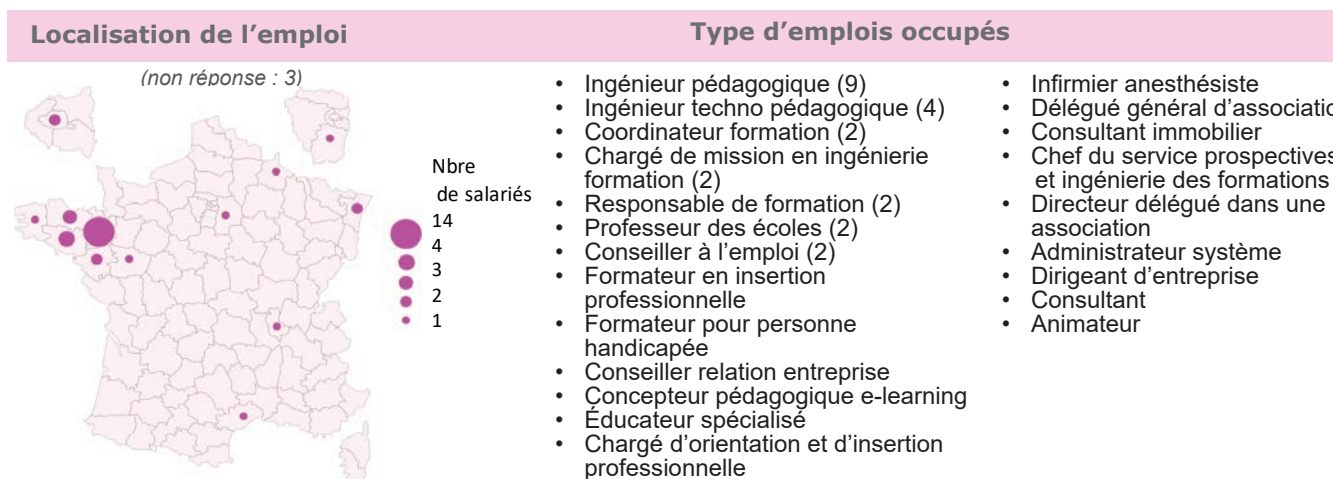 Localisation de l’emploi
Type d’emplois occupés
(non réponse : 3)
Nbre
de salariés
14
4
3
2
1
• Ingénieur pédagogique (9)
• Ingénieur techno pédagogique (4)
• Coordinateur formation (2)
• Chargé de mission en ingénierie
formation (2)
• Responsable de formation (2)
• Professeur des écoles (2)
• Conseiller à l’emploi (2)
• Formateur en insertion
professionnelle
• Formateur pour personne
handicapée
• Conseiller relation entreprise
• Concepteur pédagogique e-learning
• Éducateur spécialisé
• Chargé d’orientation et d’insertion
professionnelle
• Infirmier anesthésiste
• Délégué général d’associatio
• Consultant immobilier
• Chef du service prospectives
et ingénierie des formations
• Directeur délégué dans une
association
• Administrateur système
• Dirigeant d’entreprise
• Consultant
• Animateur